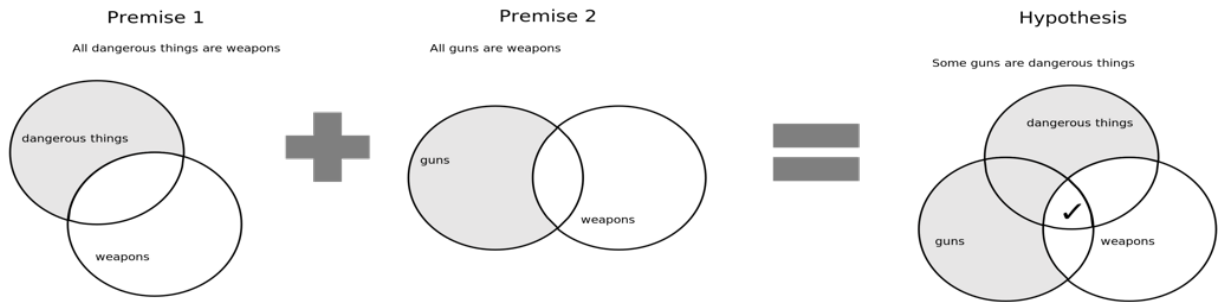 Premise 1
All dangerous things are weapons
dangerous things
weapons
Premise 2
All guns are weapons
guns
weapons
Hypothesis
Some guns are dangerous things
dangerous things
guns
weapons